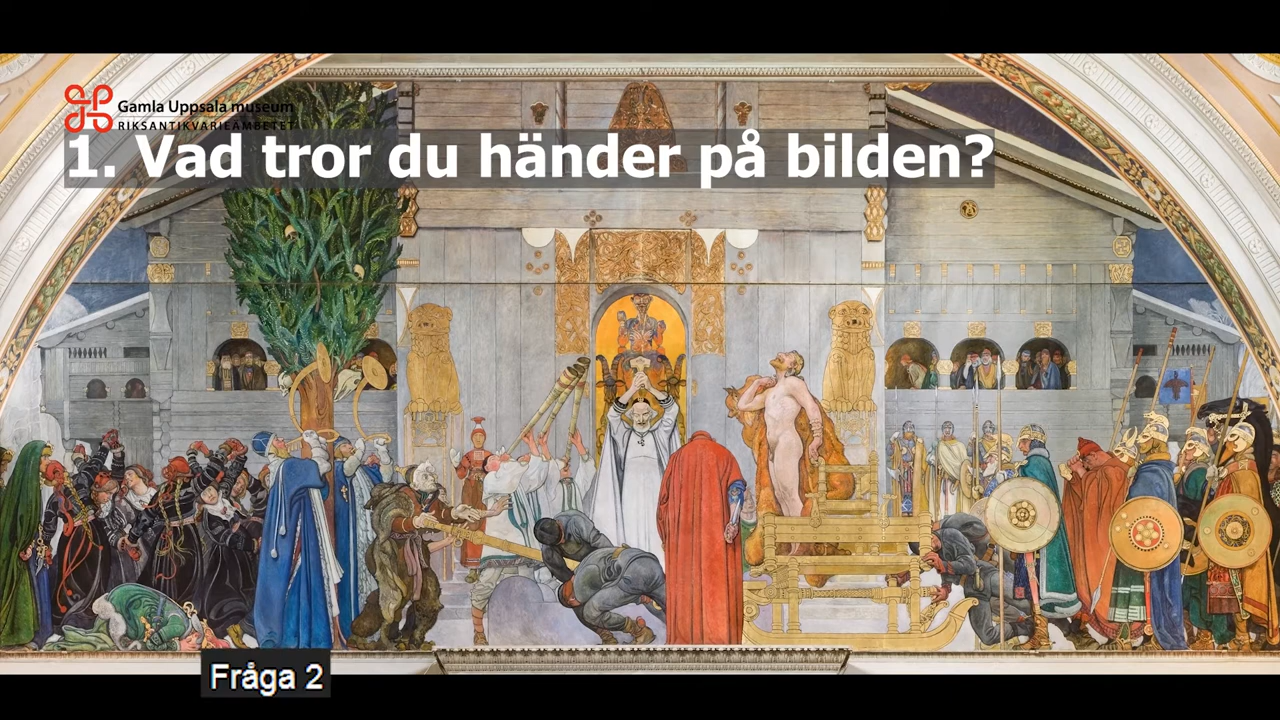 Gamla Uppsala museum
RIKSANTIKVARIEÄMBETET
1. Vad tror du händer på bilden?
Fråga 2